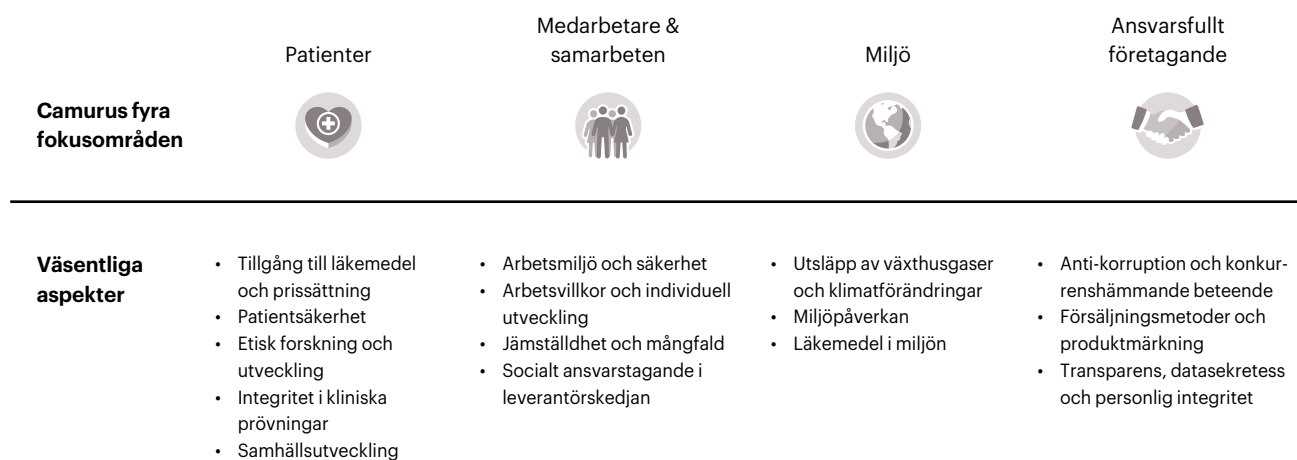 Patienter
Medarbetare &
samarbeten
Miljö
Ansvarsfullt
företagande
Camurus fyra
fokusområden
Väsentliga
aspekter
• Tillgång till läkemedel
och prissättning
• Patientsäkerhet
• Etisk forskning och
utveckling
• Integritet i kliniska
prövningar
• Samhällsutveckling
• Arbetsmiljö och säkerhet
• Arbetsvillkor och individuell
utveckling
• Jämställdhet och mångfald
• Socialt ansvarstagande i
leverantörskedjan
• Utsläpp av växthusgaser
och klimatförändringar
• Miljöpåverkan
• Läkemedel i miljön
• Anti-korruption och konkur-
renshämmande beteende
• Försäljningsmetoder och
produktmärkning
• Transparens, datasekretess
och personlig integritet